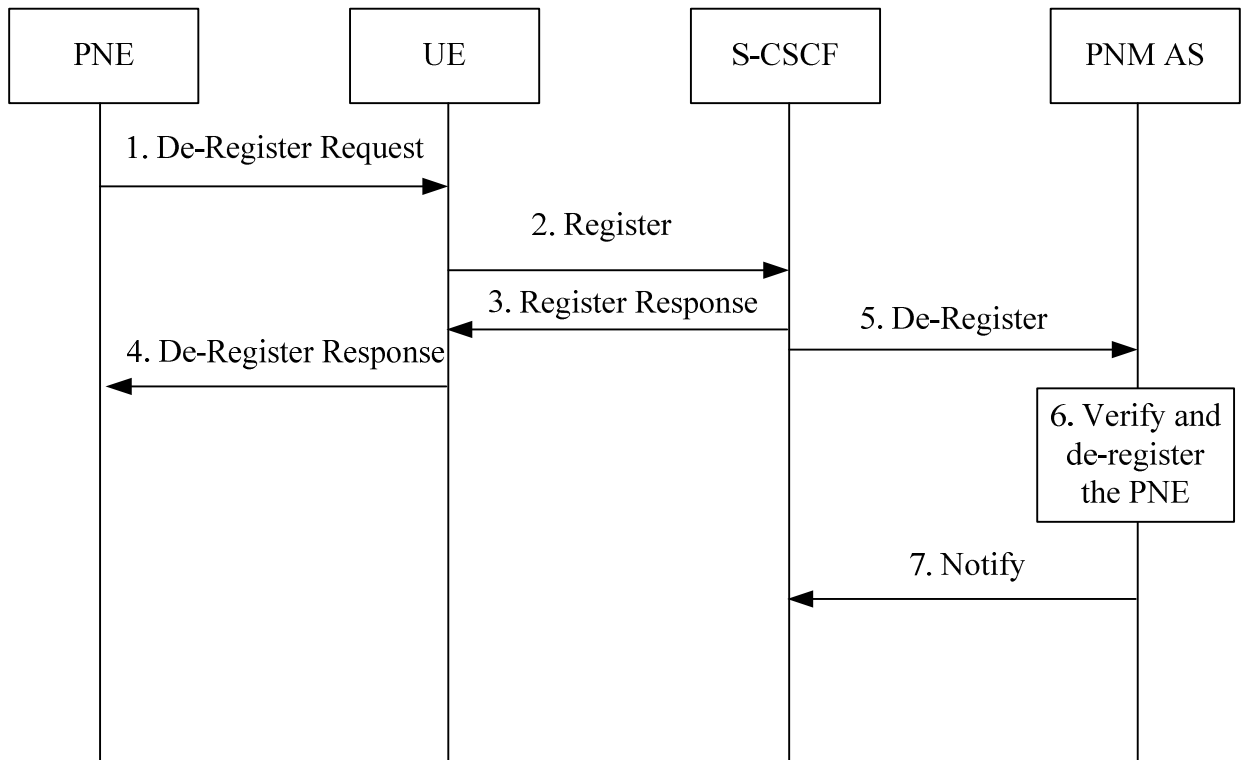 PNE
UE
S-CSCF
PNM AS
1. De-Register Request
2. Register
3. Register Response
5. De-Register
4. De-Register Response
6. Verify and
de-register
the PNE
7. Notify